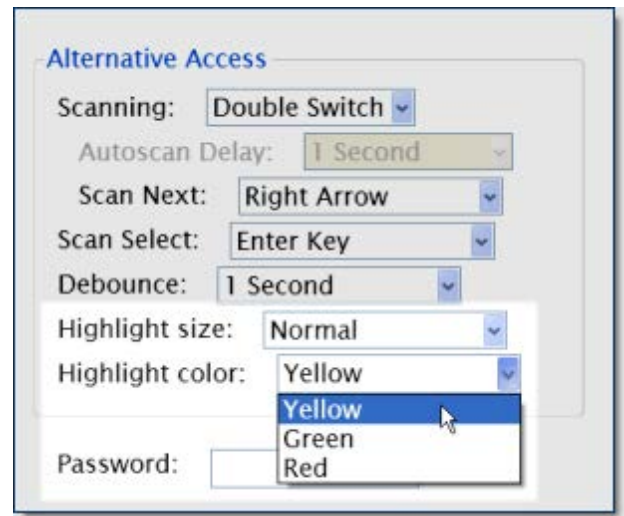 Alternative Access
Scanning: Double Switch
Autoscan Delay: 1 Second
Scan Next: Right Arrow
Scan Select: Enter Key
Debounce: 1 Second
Highlight size: Normal
Highlight color: Yellow
Yellow
Green
Password:
Red